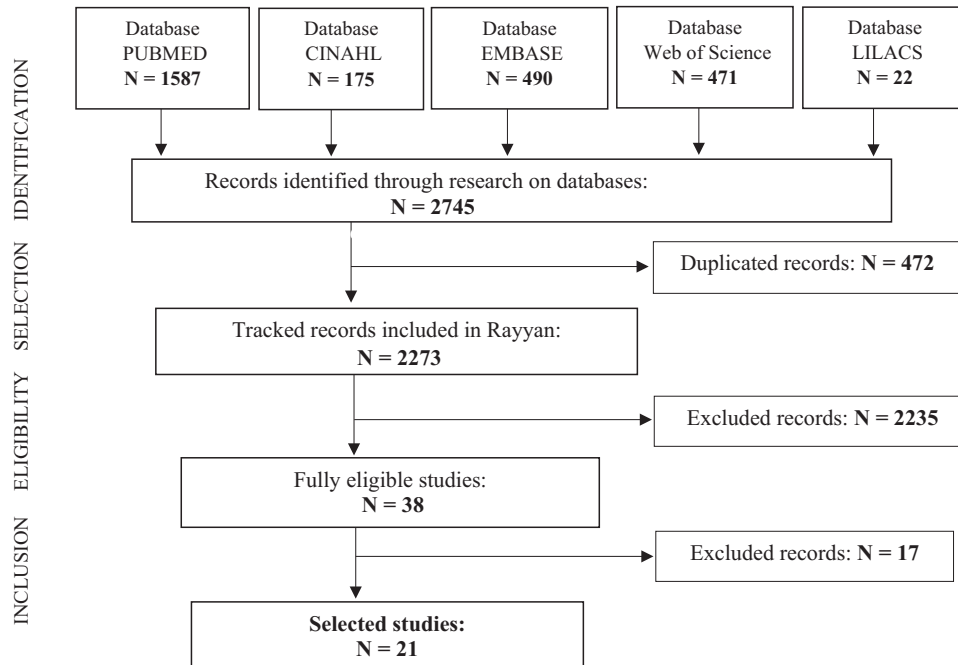 Database
PUBMED
N = 1587
Database
CINAHL
N = 175
Database
EMBASE
N = 490
Database
Web of Science
N = 471
Database
LILACS
N = 22
IDENTIFICATION
Records identified through research on databases:
N = 2745
SELECTION
Duplicated records: N = 472
Tracked records included in Rayyan:
N = 2273
ELIGIBILITY
Excluded records: N = 2235
Fully eligible studies:
N = 38
INCLUSION
Excluded records: N = 17
Selected studies:
N = 21